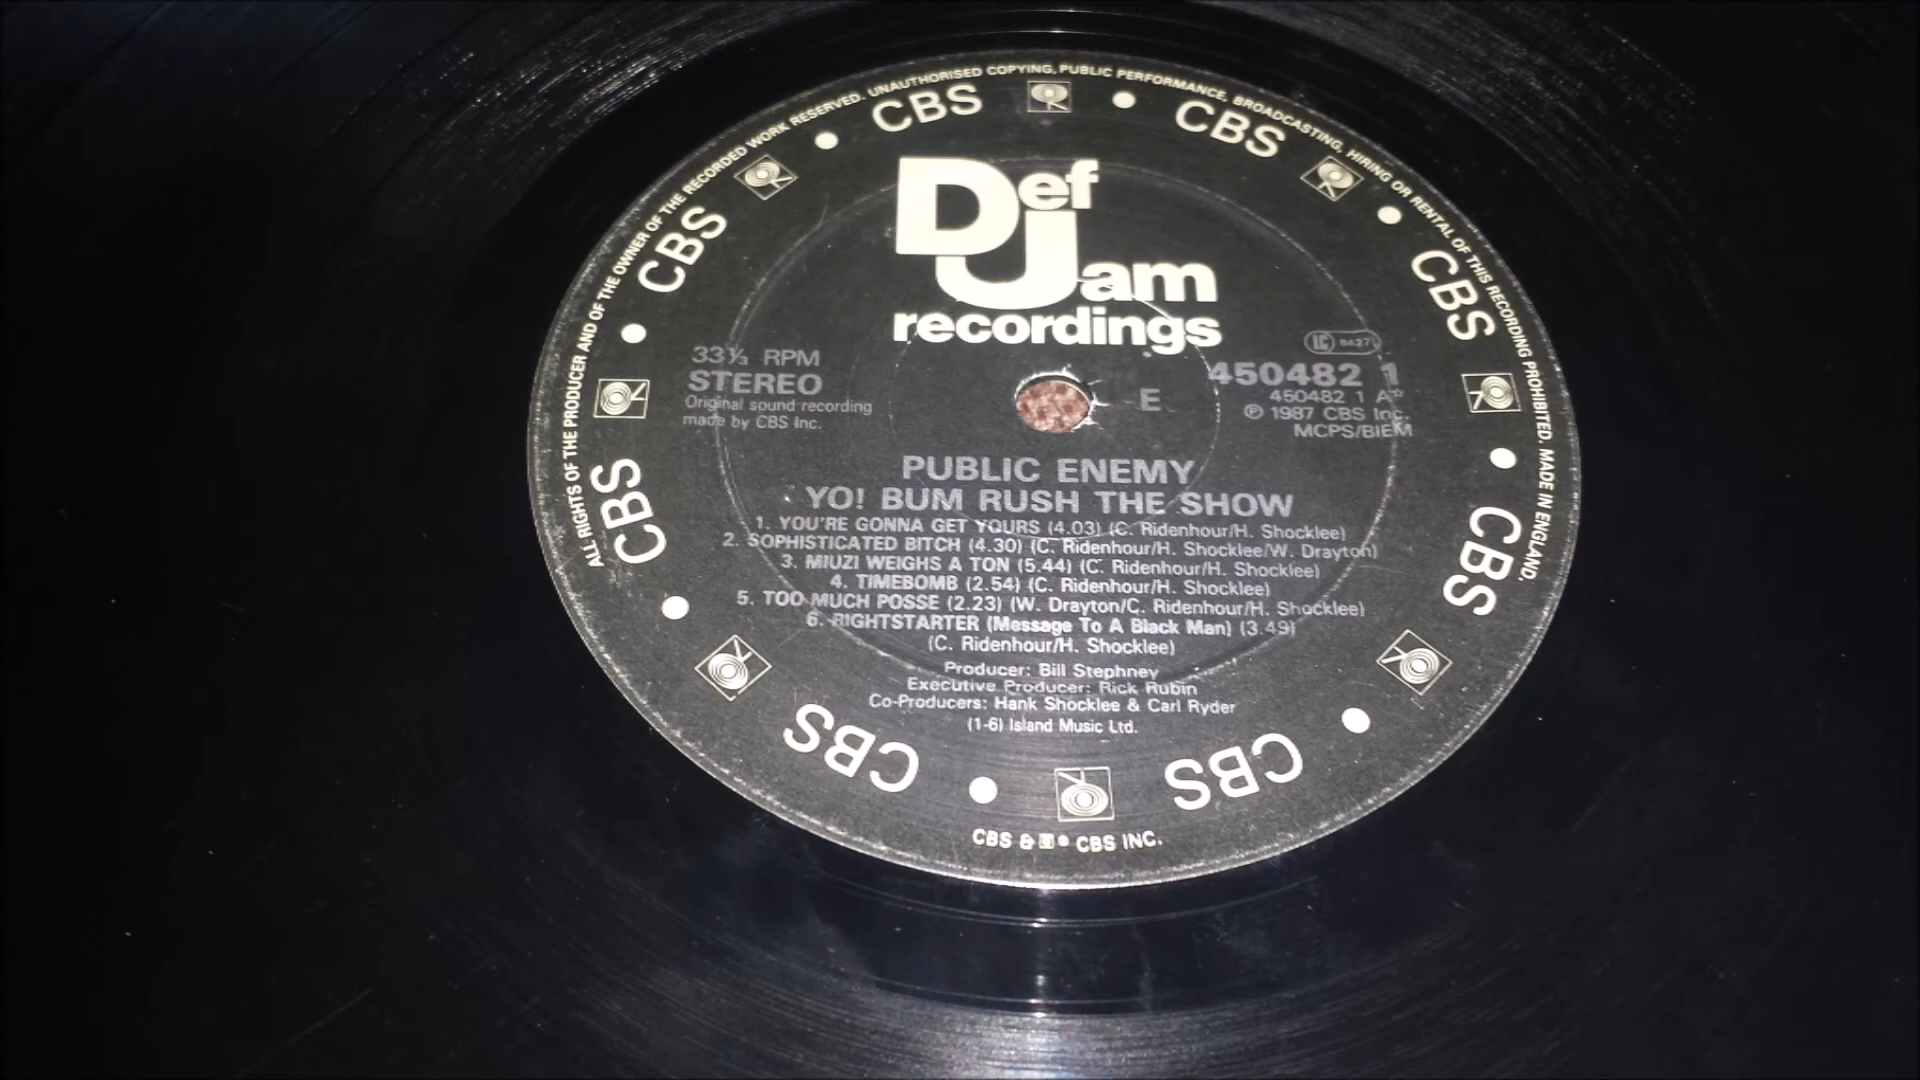 ALL RIGHTS OF THE PRODUCER AND OF THE OWNER OF THE RECORDED WORK RESERVED. UNAUTHORISED COPYING, PUBLIC PERFORMANCE, BROADCASTING, HIRING OR RENTAL OF THIS RECORDING PROHIBITED. MADE IN ENGLAND.
CBS
CBS
CBS
CBS
CBS
CBS
CBS
CBS
Def
Jam
recordings
33⅓ RPM
STEREO
Original sound recording
made by CBS Inc.
E
LC 8427
450482 1
450482 1 A
℗ 1987 CBS Inc.
MCPS/BIEM
PUBLIC ENEMY
YO! BUM RUSH THE SHOW
1. YOU'RE GONNA GET YOURS (4.03) (C. Ridenhour/H. Shocklee)
2. SOPHISTICATED BITCH (4.30) (C. Ridenhour/H. Shocklee/W. Drayton)
3. MIUZI WEIGHS A TON (5.44) (C. Ridenhour/H. Shocklee)
4. TIMEBOMB (2.54) (C. Ridenhour/H. Shocklee)
5. TOO MUCH POSSE (2.23) (W. Drayton/C. Ridenhour/H. Shocklee)
6. RIGHTSTARTER (Message To A Black Man) (3.49)
(C. Ridenhour/H. Shocklee)
Producer: Bill Stephney
Executive Producer: Rick Rubin
Co-Producers: Hank Shocklee & Carl Ryder
(1-6) Island Music Ltd.
CBS & ® CBS INC.